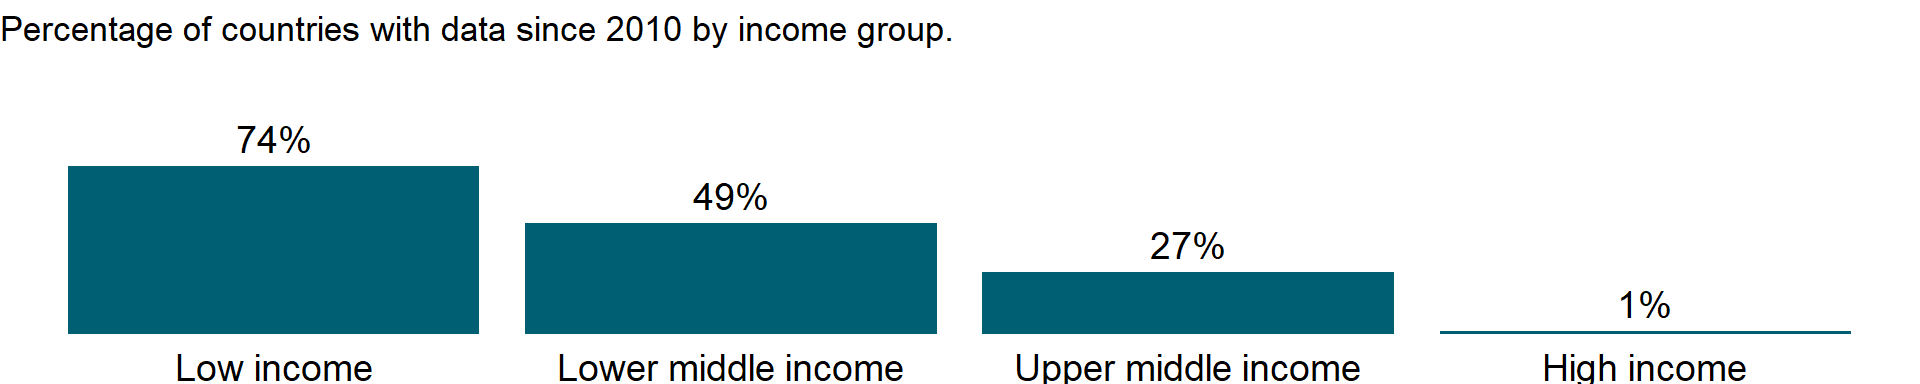 Percentage of countries with data since 2010 by income group.
74%
49%
27%
1%
Low income
Lower middle income
Upper middle income
High income